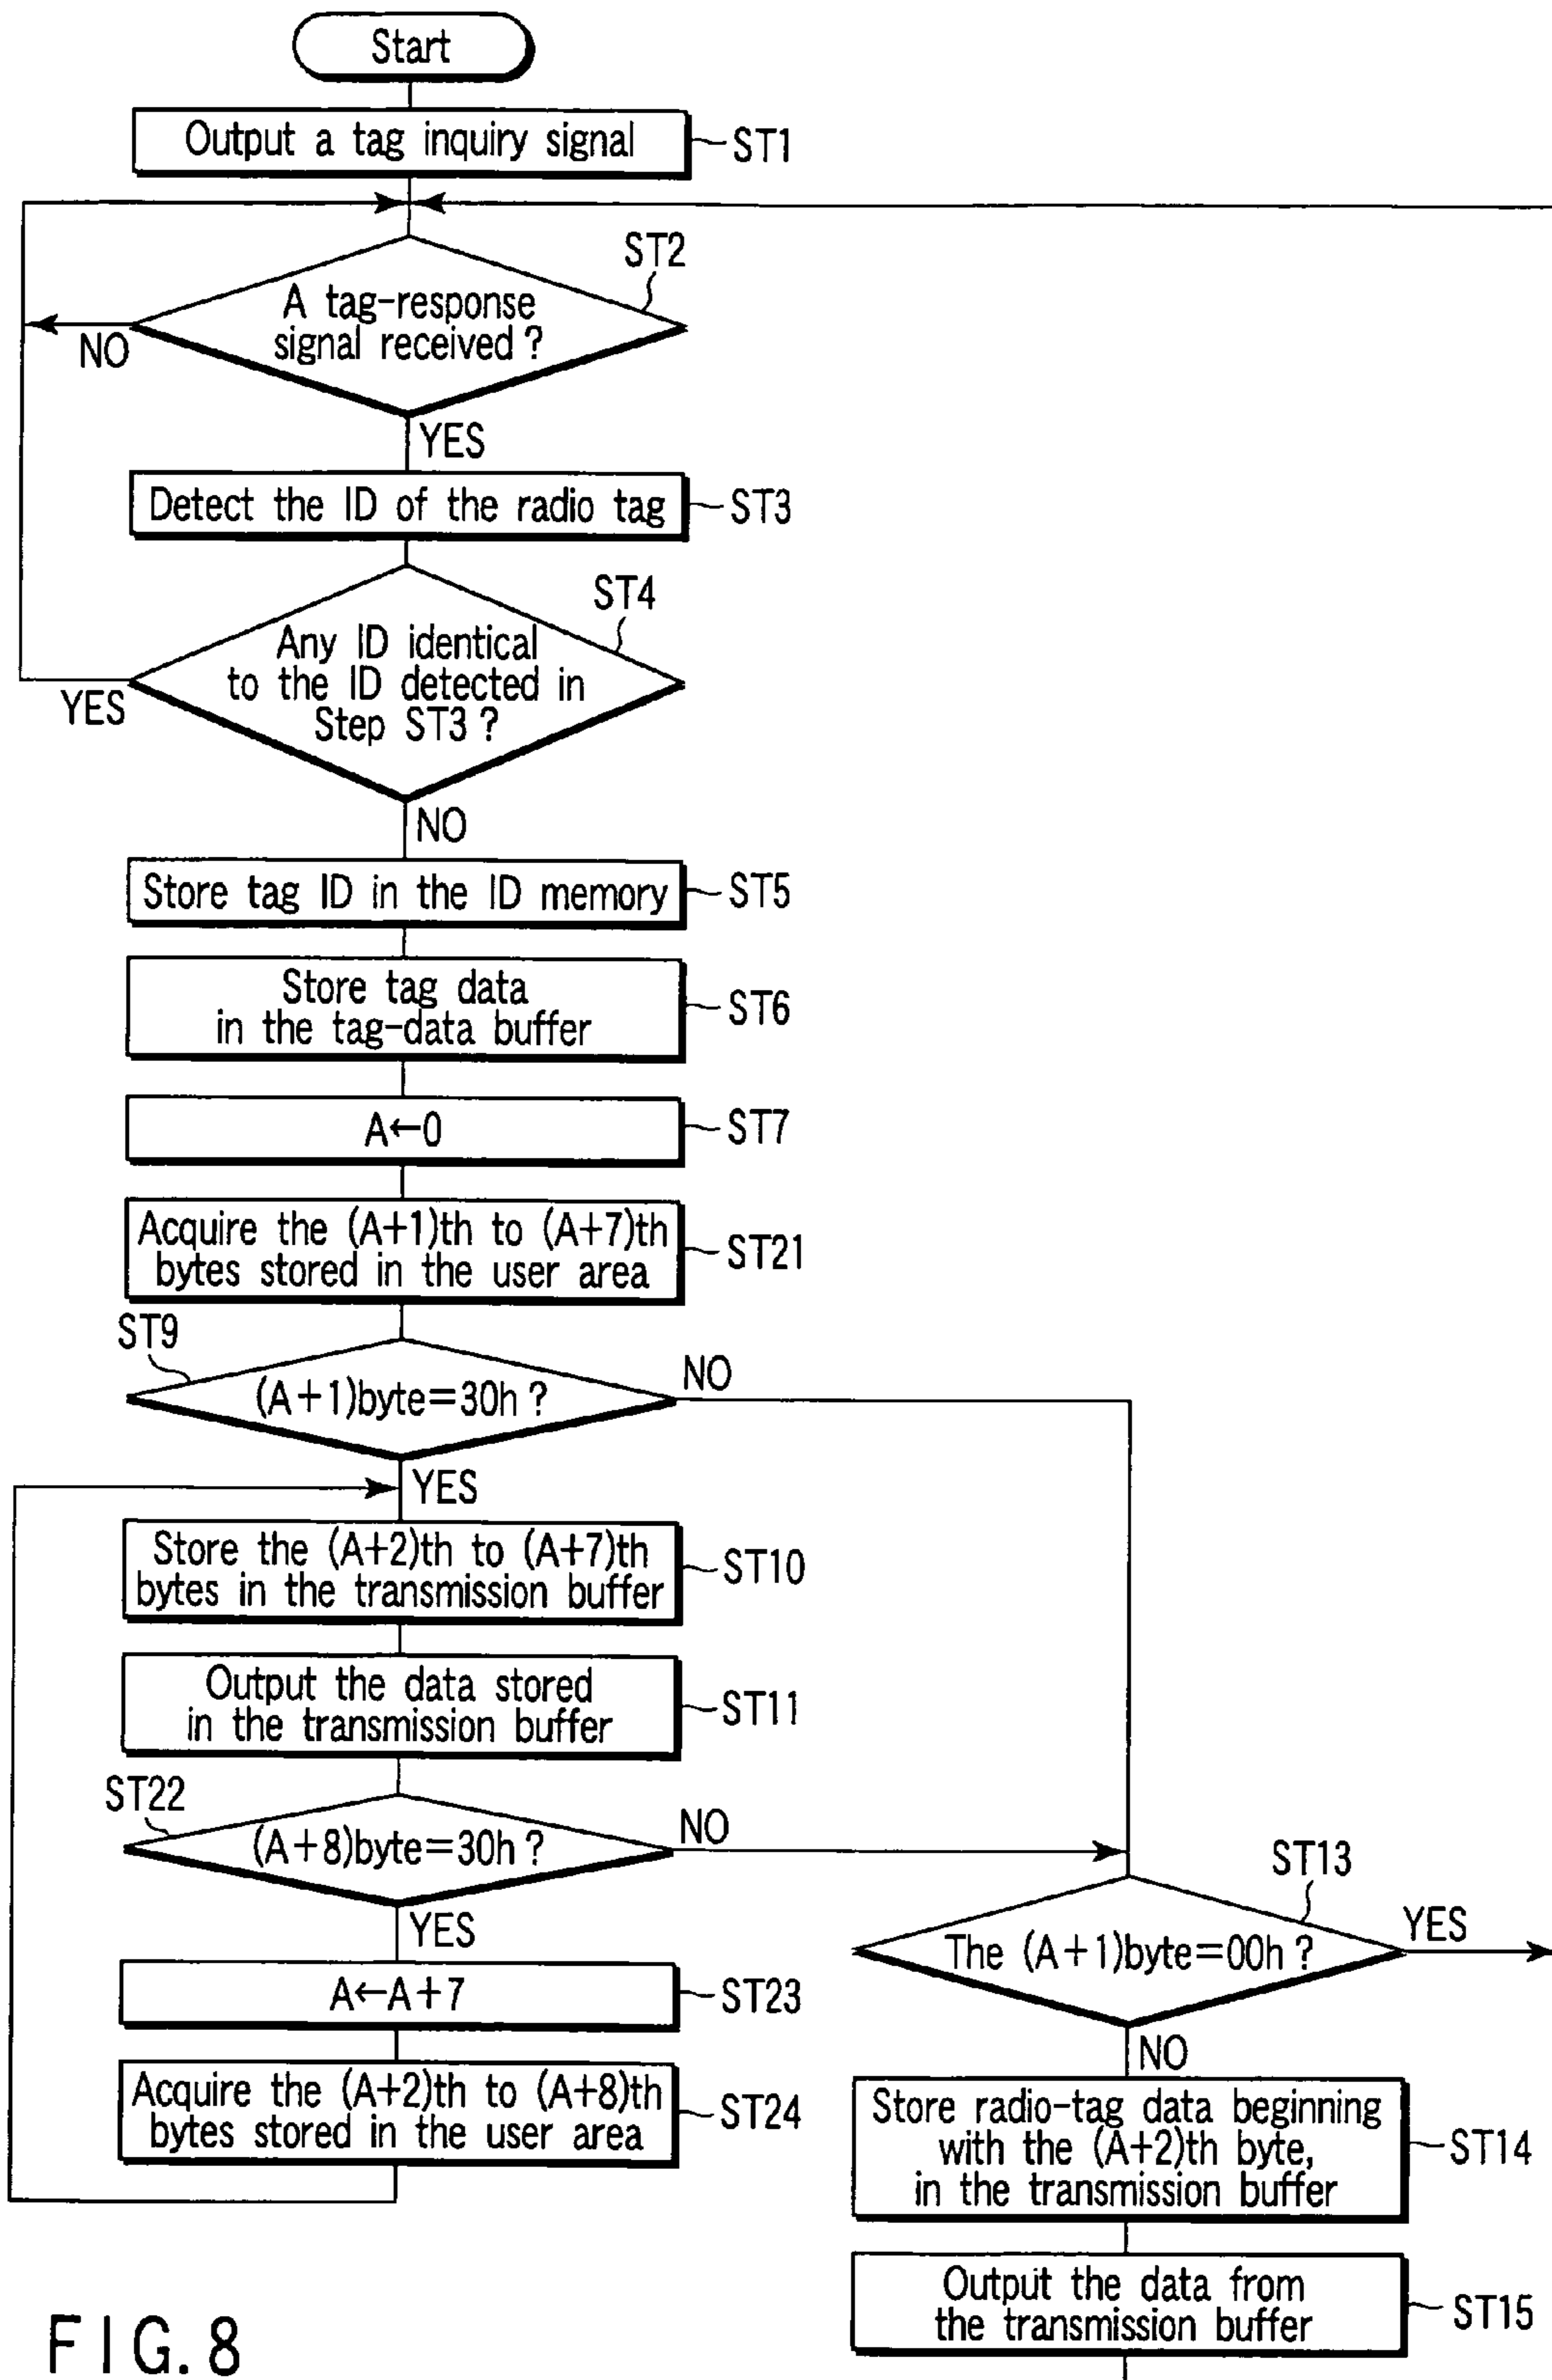 Start
Output a tag inquiry signal
ST1
ST2
A tag-response
signal received ?
NO
YES
Detect the ID of the radio tag
ST3
ST4
Any ID identical
to the ID detected in
Step ST3 ?
YES
NO
Store tag ID in the ID memory
ST5
Store tag data
in the tag-data buffer
ST6
A←0
ST7
Acquire the (A+1)th to (A+7)th
bytes stored in the user area
ST21
ST9
(A+1)byte=30h ?
NO
YES
Store the (A+2)th to (A+7)th
bytes in the transmission buffer
ST10
Output the data stored
in the transmission buffer
ST11
ST22
(A+8)byte=30h ?
NO
YES
A←A+7
ST23
Acquire the (A+2)th to (A+8)th
bytes stored in the user area
ST24
ST13
The (A+1)byte=00h ?
YES
NO
Store radio-tag data beginning
with the (A+2)th byte,
in the transmission buffer
ST14
Output the data from
the transmission buffer
ST15
FIG. 8